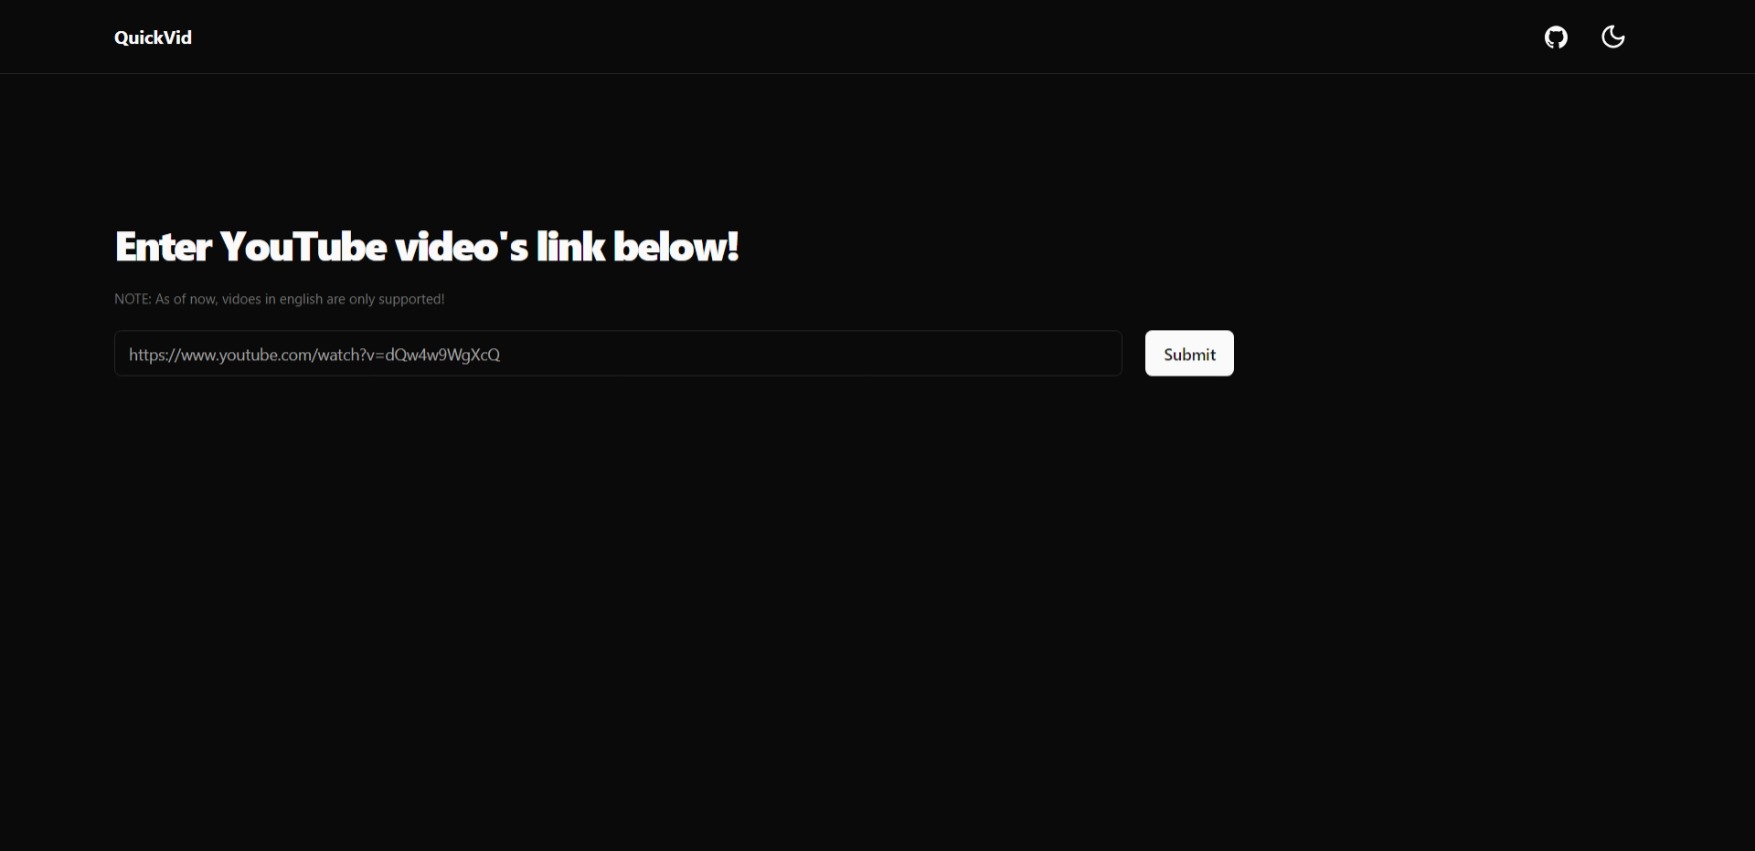 QuickVid
Enter YouTube video's link below!
NOTE: As of now, vidoes in english are only supported!
https://www.youtube.com/watch?v=dQw4w9WgXcQ
Submit